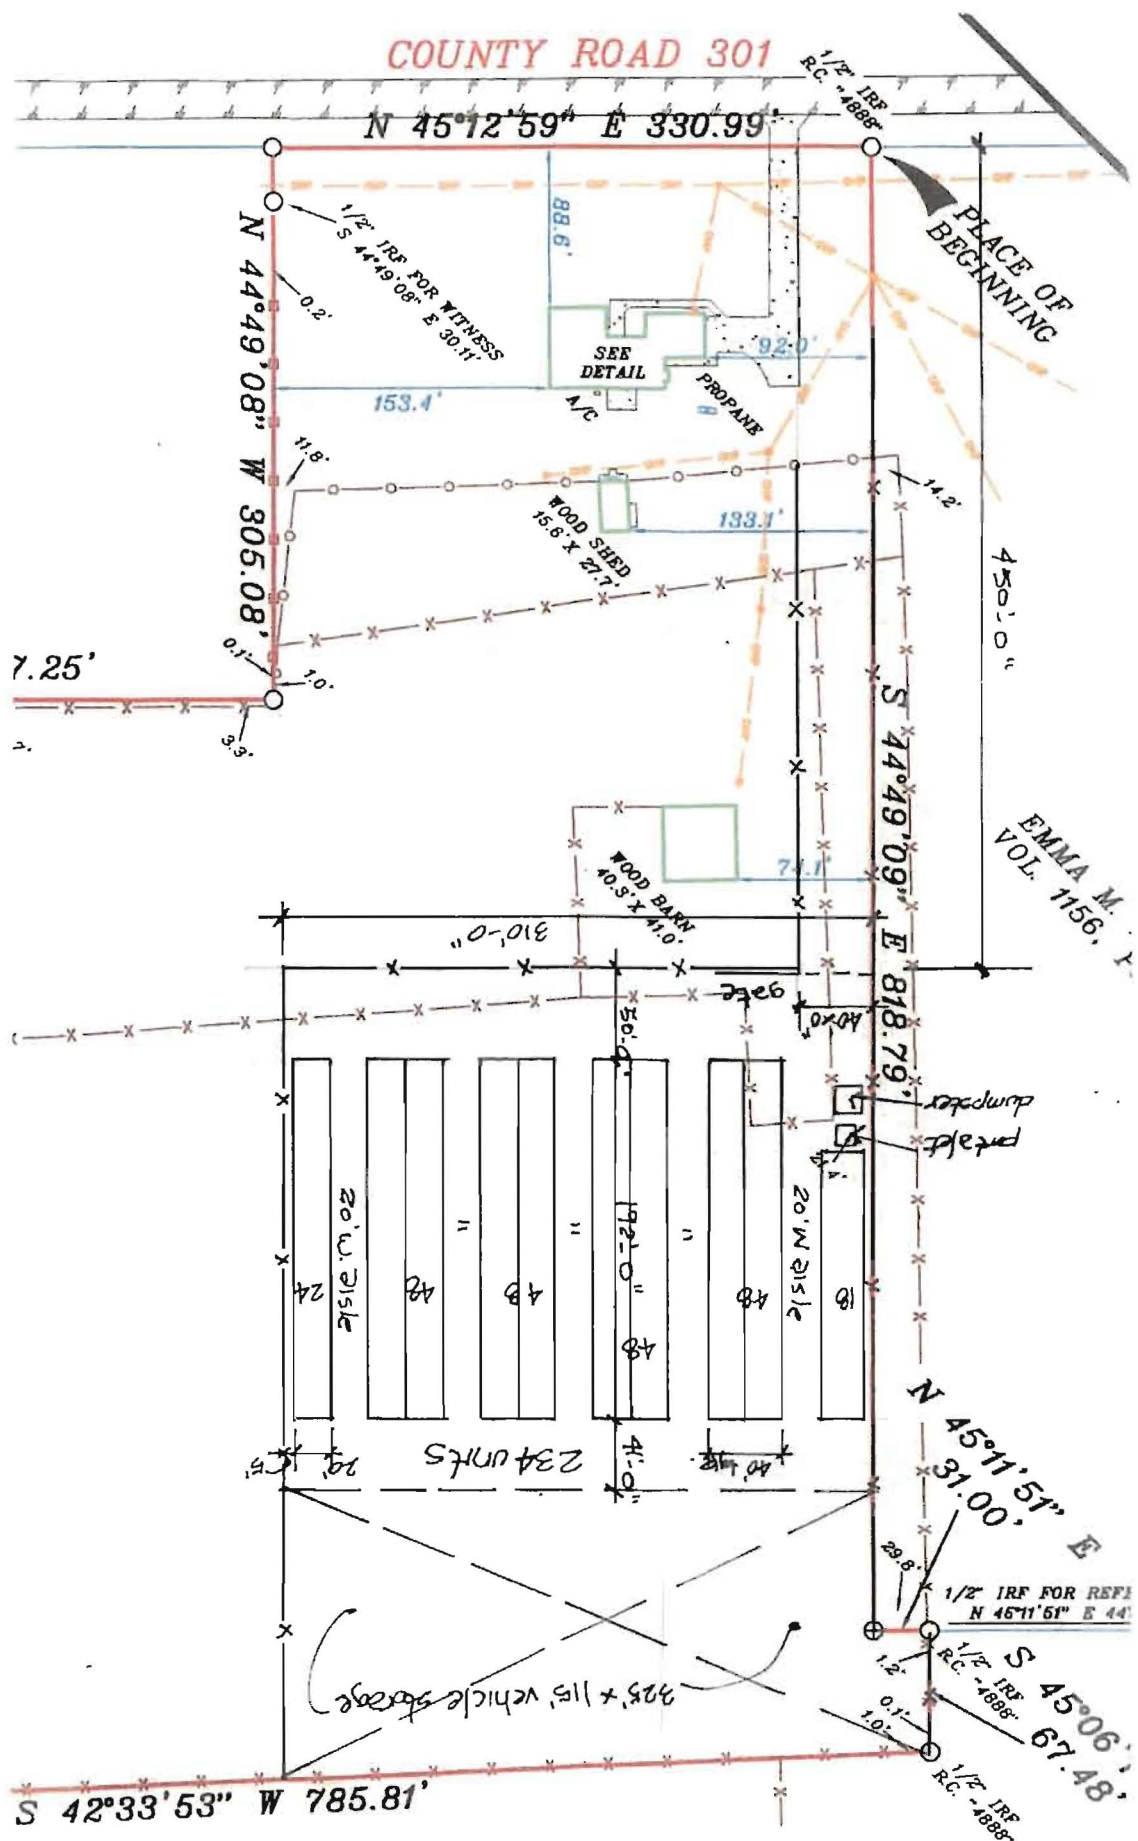 COUNTY ROAD 301
1/2" IRF
R.C. "4888"
N 45°12'59" E 330.99'
PLACE OF
BEGINNING
1/2" IRF FOR WITNESS
S 44°49'08" E 30.11'
N 44°49'08" W 305.08'
0.2'
88.6'
SEE
DETAIL
92.0'
153.4'
A/C
PROPANE
11.8'
14.2'
WOOD SHED
15.6' X 27.7'
133.1'
450'-0"
7.25'
0.1'
1.0'
3.3'
S 44°49'09" E 818.79'
EMMA M.
VOL. 1156,
WOOD BARN
40.3' X 41.0'
74.1'
310'-0"
gate
40'-0"
50'-0"
dumpster
portalet
24
20' w. aisle
48
"
48
"
192'-0"
48
"
48
20' w aisle
18
20'
234 units
41'-0"
40'
N 45°11'51" E
31.00'
29.8'
1/2" IRF FOR REFE
N 45°11'51" E 44
1.2'
1/2" IRF
R.C. "4888"
S 45°06'
67.48'
0.1'
1.0'
325' x 115' vehicle storage
1/2" IRF
R.C. "4888"
S 42°33'53" W 785.81'